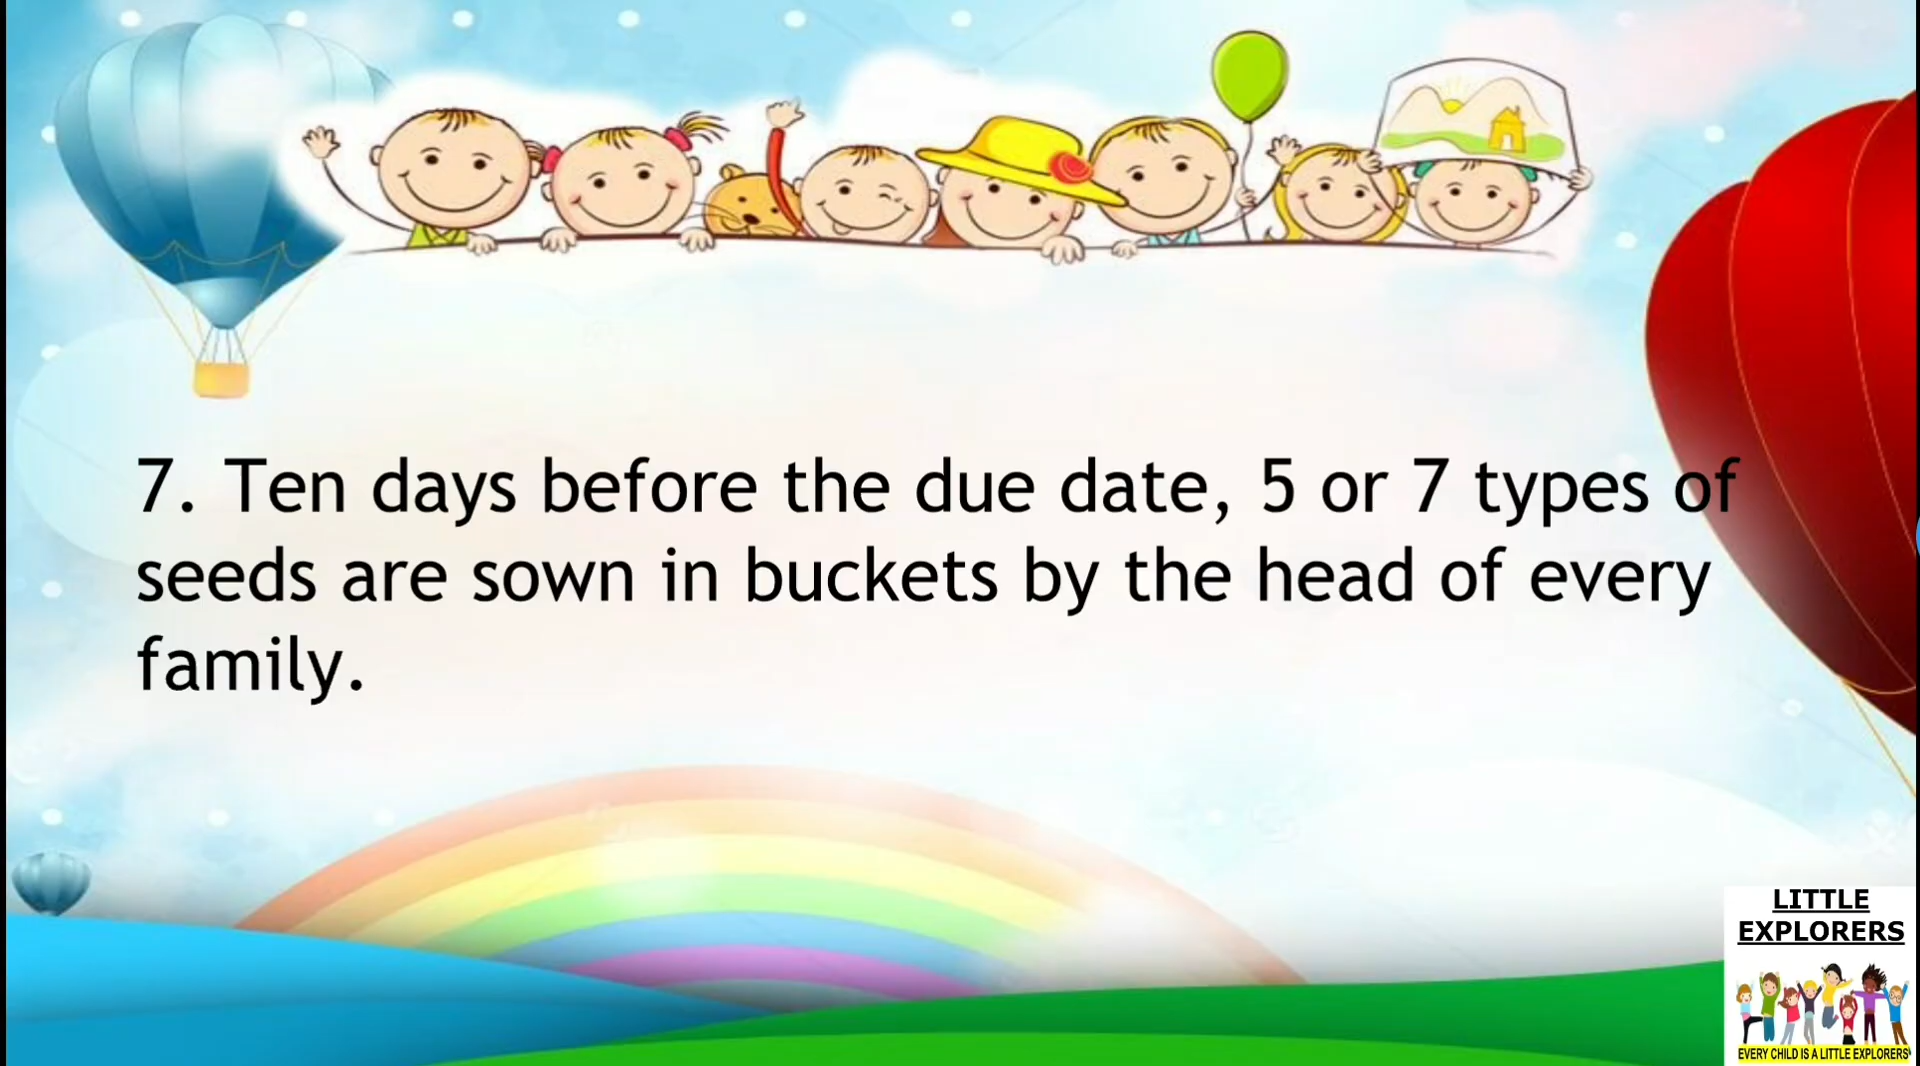 7. Ten days before the due date, 5 or 7 types of
seeds are sown in buckets by the head of every
family.
LITTLE
EXPLORERS
EVERY CHILD IS A LITTLE EXPLORERS